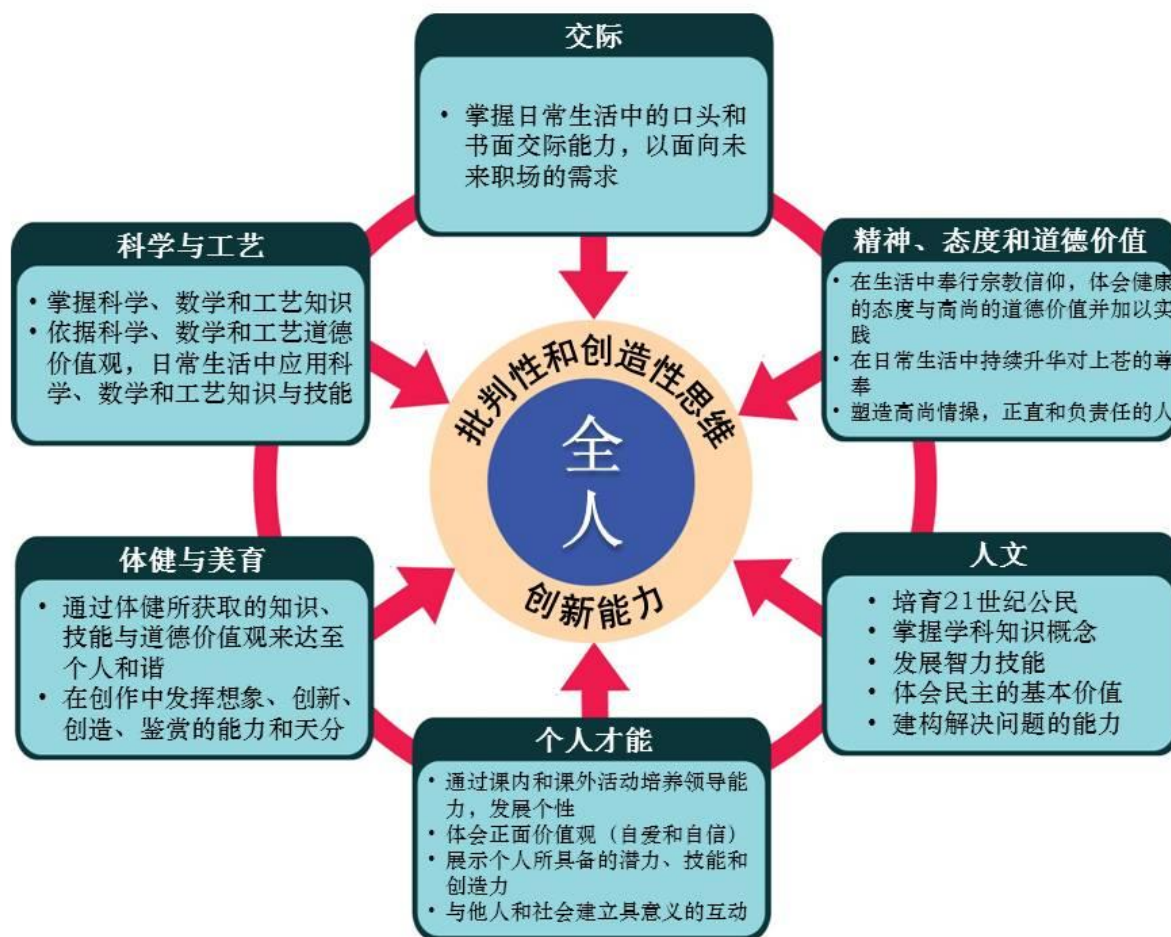 交际
• 掌握日常生活中的口头和
书面交际能力，以面向未
来职场的需求
科学与工艺
• 掌握科学、数学和工艺知识
• 依据科学、数学和工艺道德
价值观，日常生活中应用科
学、数学和工艺知识与技能
精神、态度和道德价值
• 在生活中奉行宗教信仰，体会健康
的态度与高尚的道德价值并加以实
践
• 在日常生活中持续升华对上苍的尊
奉
• 塑造高尚情操，正直和负责任的人
批判性和创造性思维
全
人
创新能力
体健与美育
• 通过体健所获取的知识、
技能与道德价值观来达至
个人和谐
• 在创作中发挥想象、创新、
创造、鉴赏的能力和天分
人文
• 培育21世纪公民
• 掌握学科知识概念
• 发展智力技能
• 体会民主的基本价值
• 建构解决问题的能力
个人才能
• 通过课内和课外活动培养领导能
力，发展个性
• 体会正面价值观（自爱和自信）
• 展示个人所具备的潜力、技能和
创造力
• 与他人和社会建立具意义的互动